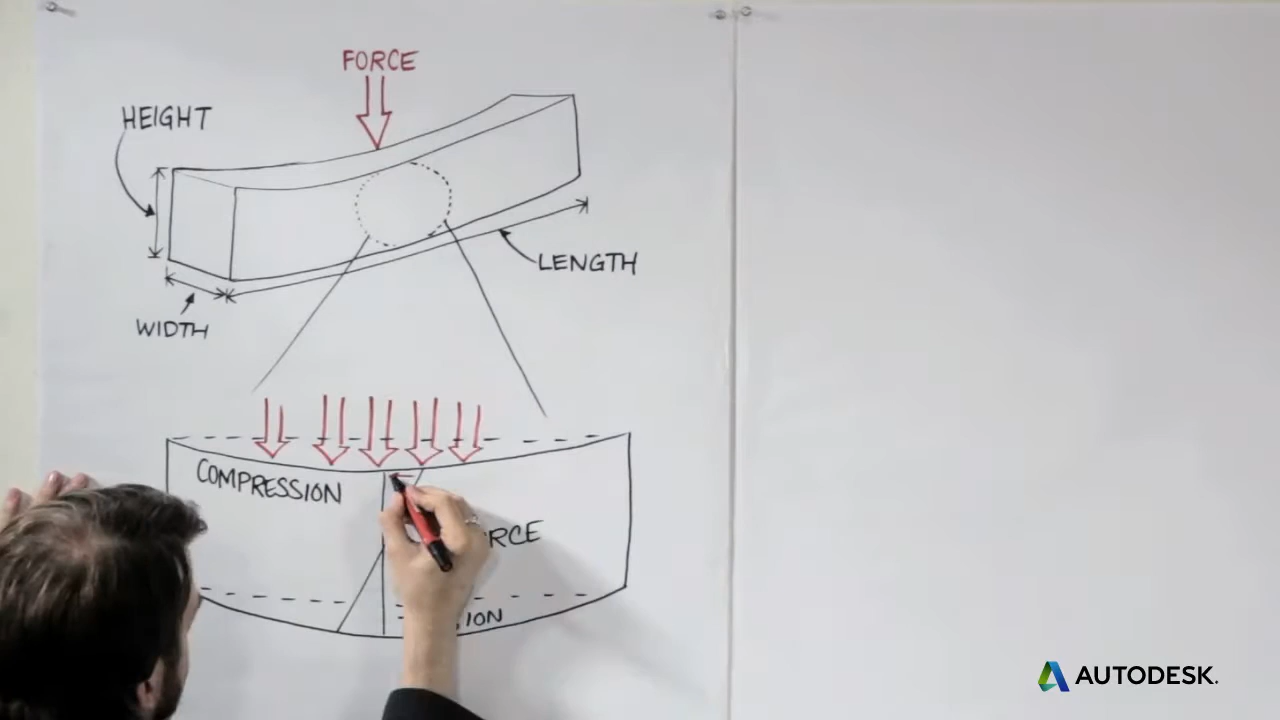 FORCE
HEIGHT
LENGTH
WIDTH
COMPRESSION
AUTODESK.